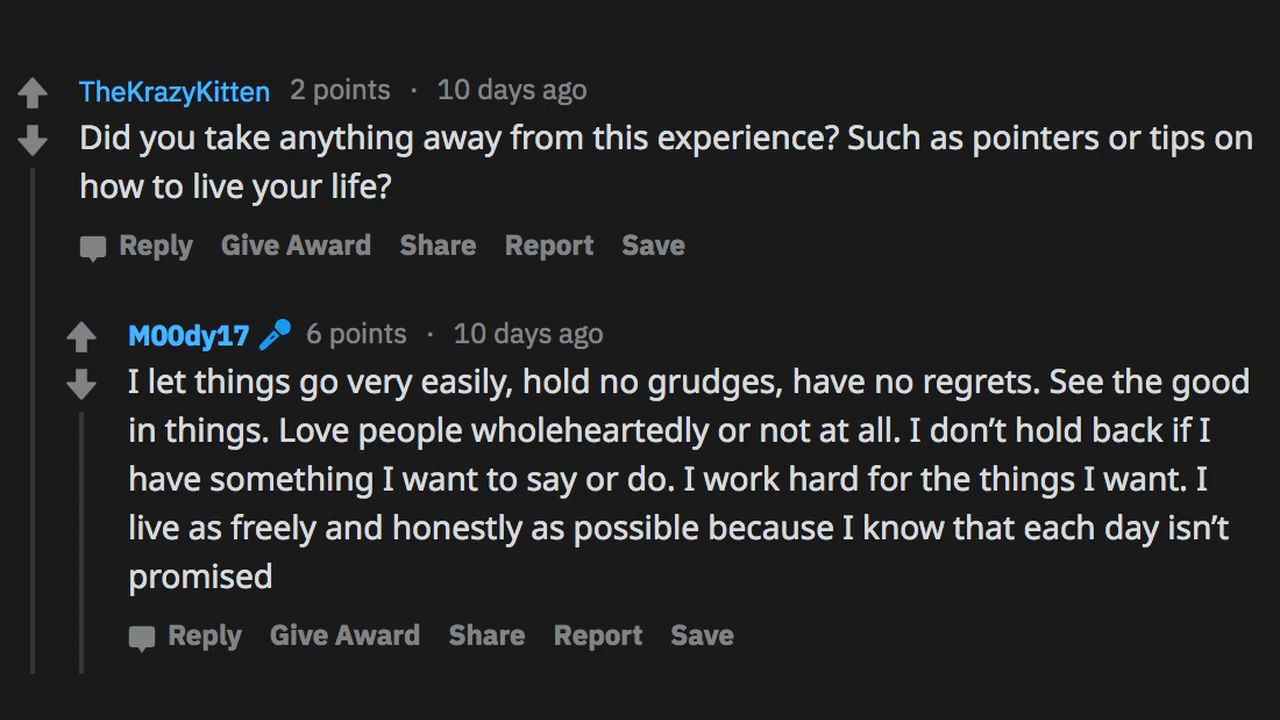 TheKrazyKitten 2 points · 10 days ago
Did you take anything away from this experience? Such as pointers or tips on
how to live your life?
Reply Give Award Share Report Save
M00dy17 6 points · 10 days ago
I let things go very easily, hold no grudges, have no regrets. See the good
in things. Love people wholeheartedly or not at all. I don’t hold back if I
have something I want to say or do. I work hard for the things I want. I
live as freely and honestly as possible because I know that each day isn’t
promised
Reply Give Award Share Report Save